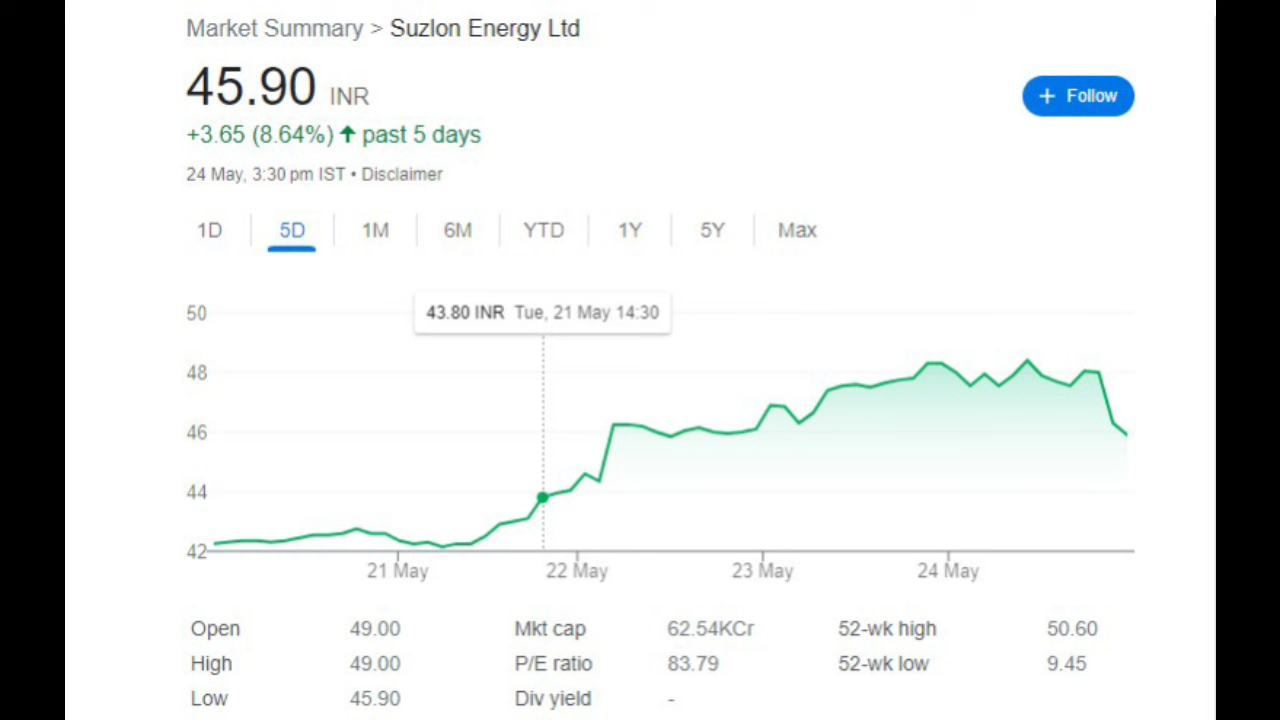 Market Summary > Suzlon Energy Ltd
45.90 INR
+ Follow
+3.65 (8.64%) ↑ past 5 days
24 May, 3:30 pm IST • Disclaimer
1D 5D 1M 6M YTD 1Y 5Y Max
50
43.80 INR Tue, 21 May 14:30
48
46
44
42
21 May 22 May 23 May 24 May
Open 49.00 Mkt cap 62.54KCr 52-wk high 50.60
High 49.00 P/E ratio 83.79 52-wk low 9.45
Low 45.90 Div yield -